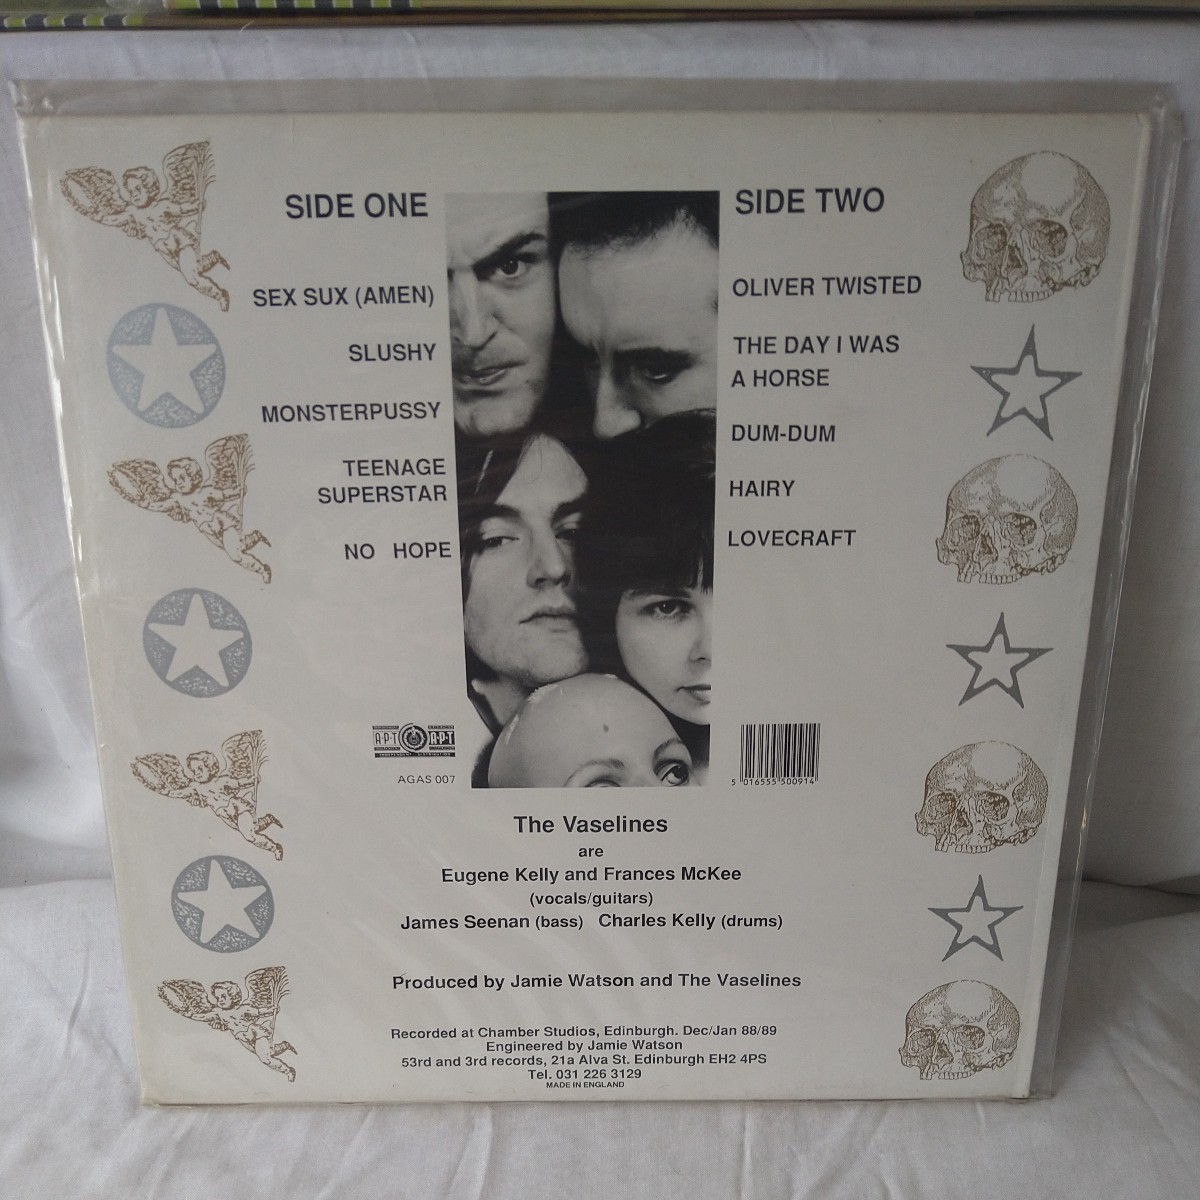 SIDE ONE
SEX SUX (AMEN)
SLUSHY
MONSTERPUSSY
TEENAGE
SUPERSTAR
NO HOPE
SIDE TWO
OLIVER TWISTED
THE DAY I WAS
A HORSE
DUM-DUM
HAIRY
LOVECRAFT
A·P·T A·P·T
AGAS 007
5 016555 500914
The Vaselines
are
Eugene Kelly and Frances McKee
(vocals/guitars)
James Seenan (bass) Charles Kelly (drums)
Produced by Jamie Watson and The Vaselines
Recorded at Chamber Studios, Edinburgh. Dec/Jan 88/89
Engineered by Jamie Watson
53rd and 3rd records, 21a Alva St. Edinburgh EH2 4PS
Tel. 031 226 3129
MADE IN ENGLAND